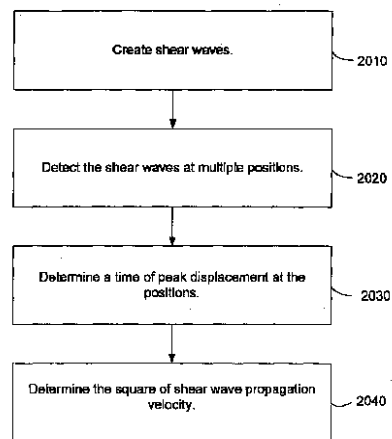 Create shear waves.
2010
Detect the shear waves at multiple positions.
2020
Determine a time of peak displacement at the
positions.
2030
Determine the square of shear wave propagation
velocity.
2040